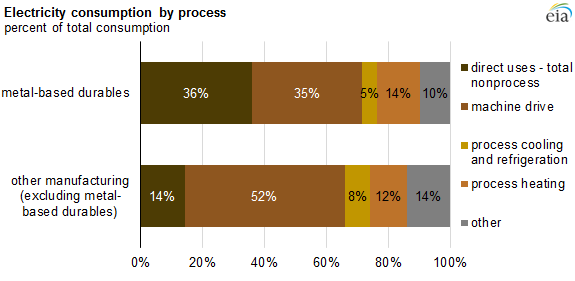 Electricity consumption by process
percent of total consumption
eia
metal-based durables
36%
35%
5%
14%
10%
other manufacturing
(excluding metal-
based durables)
14%
52%
8%
12%
14%
0%
20%
40%
60%
80%
100%
direct uses - total
nonprocess
machine drive
process cooling
and refrigeration
process heating
other